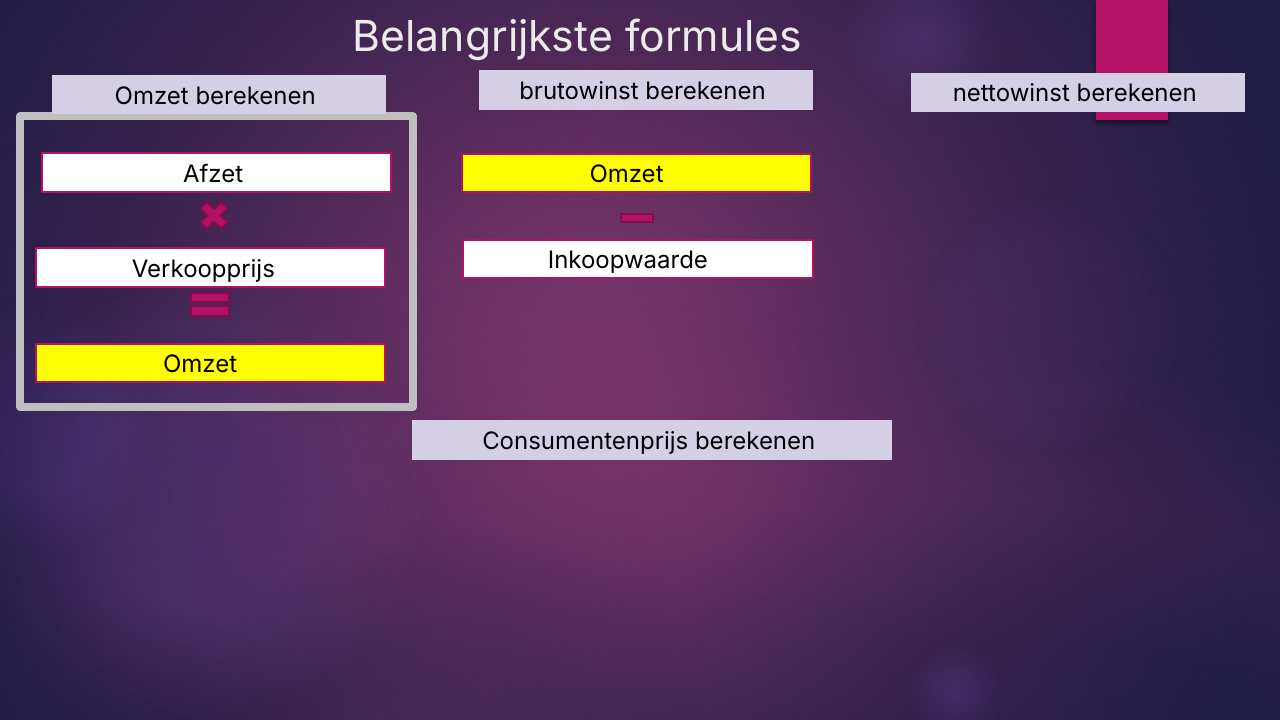 Belangrijkste formules
Omzet berekenen
brutowinst berekenen
nettowinst berekenen
Afzet
Omzet
Verkoopprijs
Inkoopwaarde
Omzet
Consumentenprijs berekenen